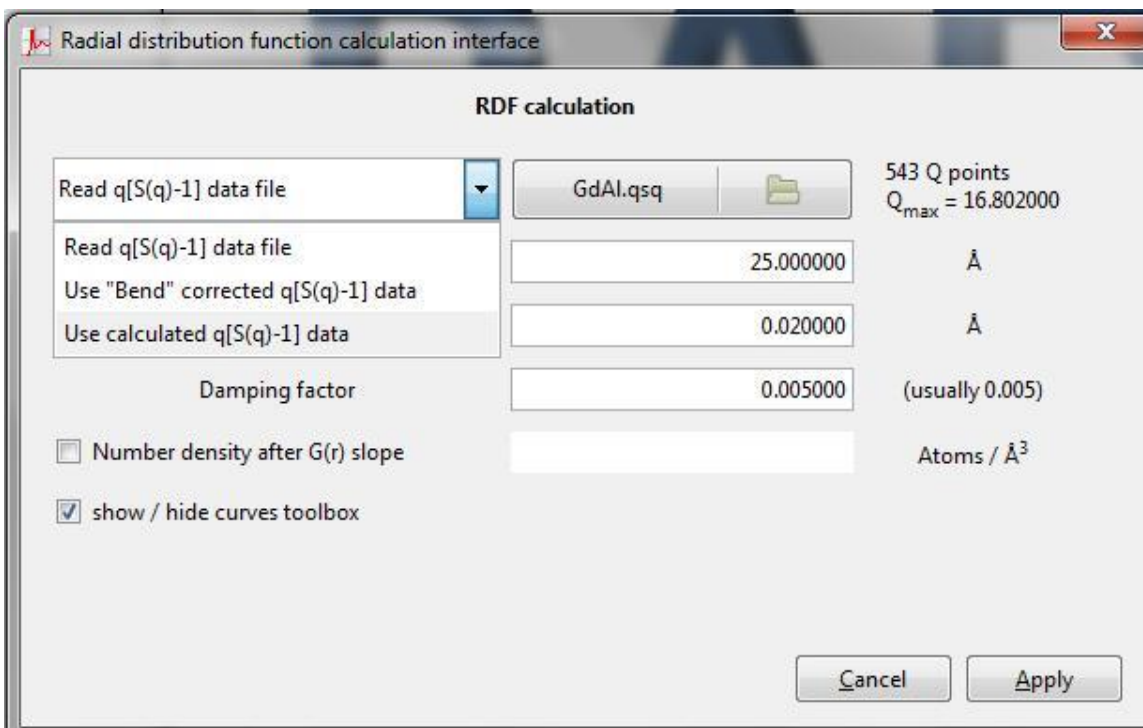 Radial distribution function calculation interface
RDF calculation
Read q[S(q)-1] data file
GdAl.qsq
543 Q points
Qmax = 16.802000
Read q[S(q)-1] data file
Use "Bend" corrected q[S(q)-1] data
Use calculated q[S(q)-1] data
25.000000 Å
0.020000 Å
Damping factor 0.005000 (usually 0.005)
Number density after G(r) slope Atoms / Å³
show / hide curves toolbox
Cancel Apply